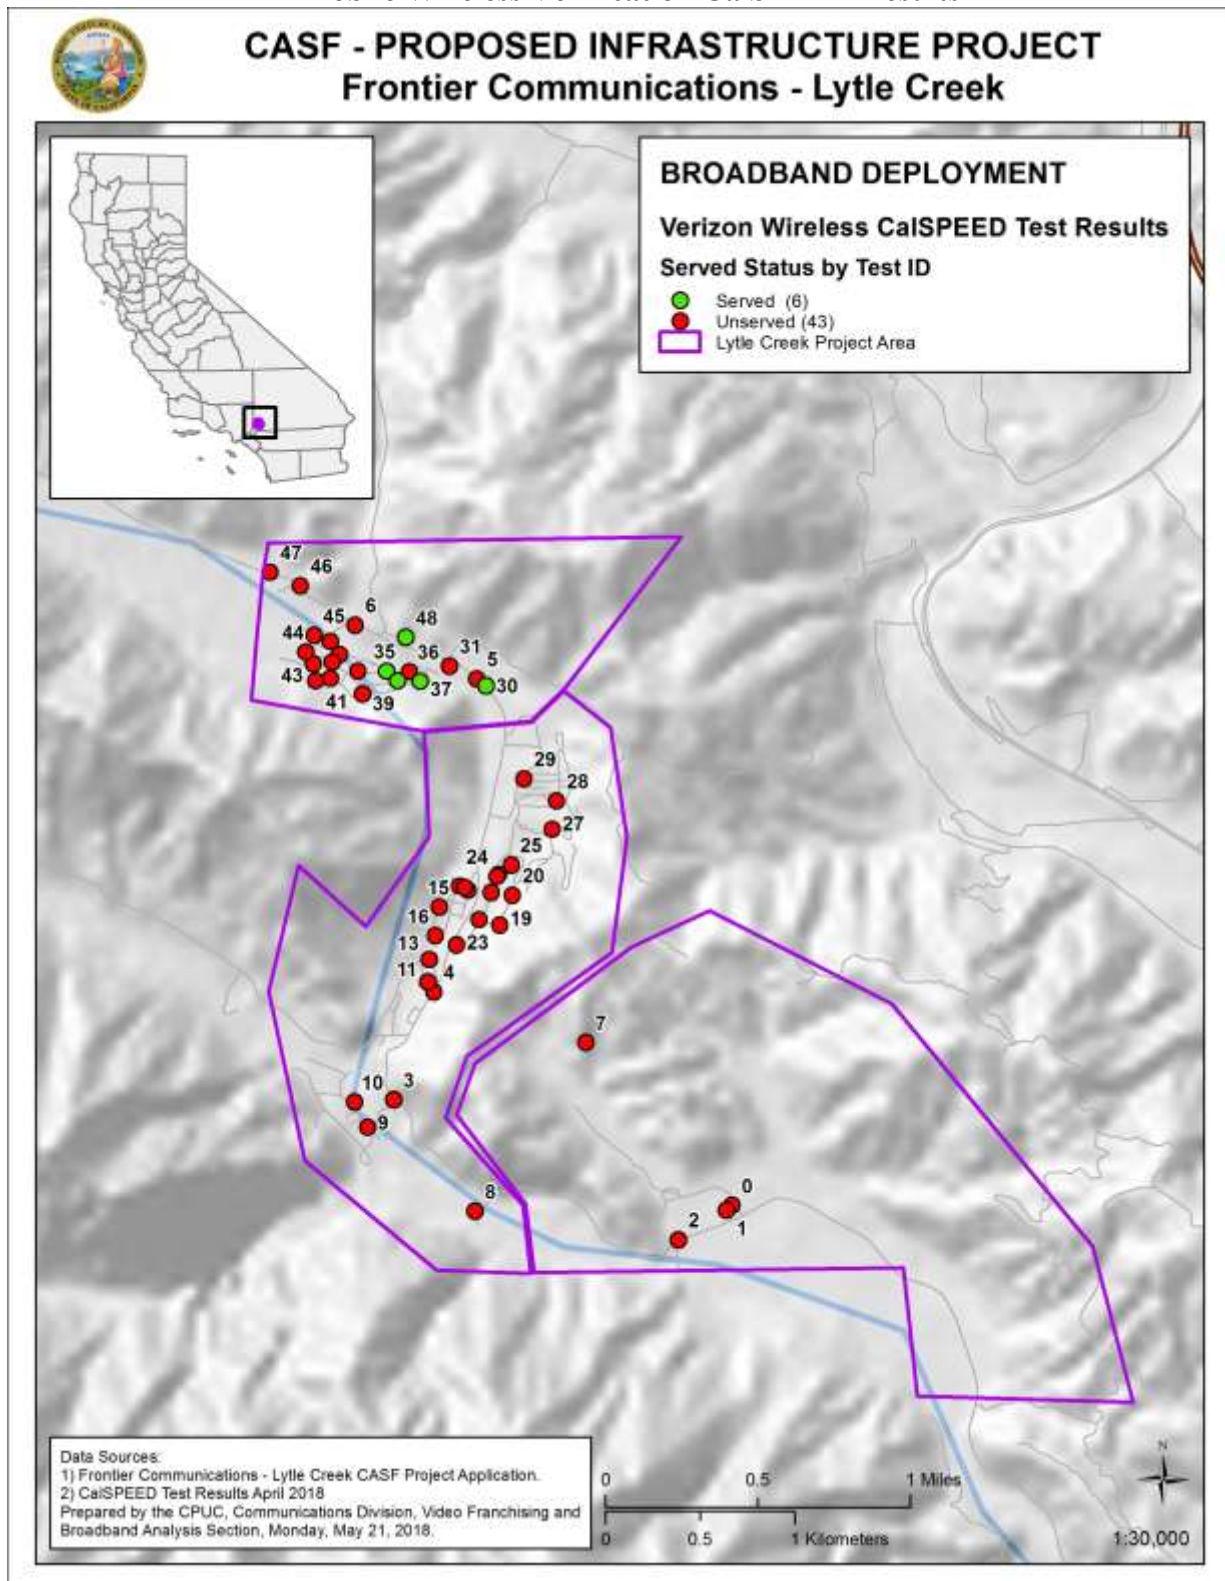 CASF - PROPOSED INFRASTRUCTURE PROJECT
Frontier Communications - Lytle Creek
BROADBAND DEPLOYMENT
Verizon Wireless CalSPEED Test Results
Served Status by Test ID
Served (6)
Unserved (43)
Lytle Creek Project Area
47
46
6
45
48
44
31
35
36
5
43
37
30
41
39
29
28
27
25
24
20
15
16
19
13
23
11
4
7
10
3
9
8
0
2
1
Data Sources:
1) Frontier Communications - Lytle Creek CASF Project Application.
2) CalSPEED Test Results April 2018
Prepared by the CPUC, Communications Division, Video Franchising and
Broadband Analysis Section, Monday, May 21, 2018.
0 0.5 1 Miles
0 0.5 1 Kilometers
N
1:30,000